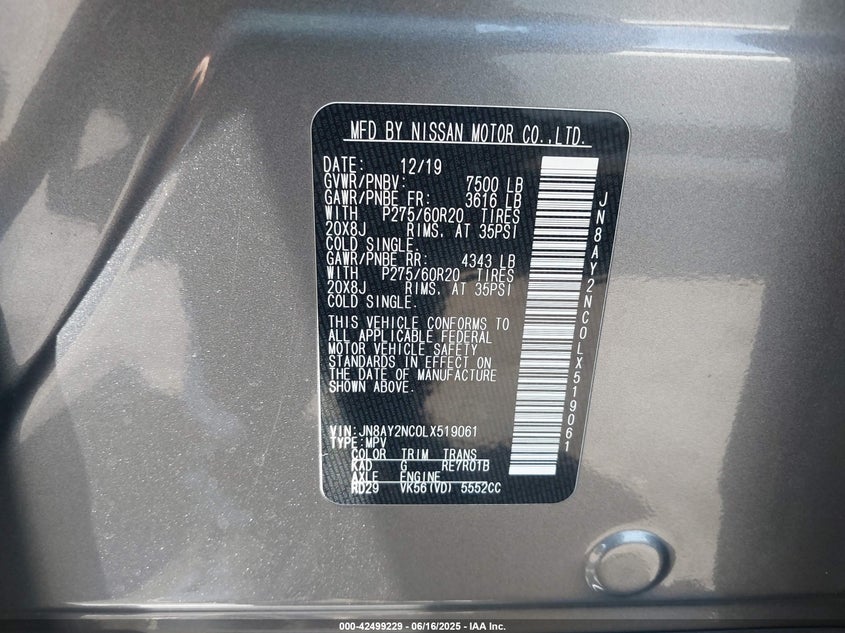 MFD BY NISSAN MOTOR CO.,LTD.
DATE: 12/19
GVWR/PNBV: 7500 LB
GAWR/PNBE FR: 3616 LB
WITH P275/60R20 TIRES
20X8J RIMS, AT 35PSI
COLD SINGLE.
GAWR/PNBE RR: 4343 LB
WITH P275/60R20 TIRES
20X8J RIMS, AT 35PSI
COLD SINGLE.
THIS VEHICLE CONFORMS TO
ALL APPLICABLE FEDERAL
MOTOR VEHICLE SAFETY
STANDARDS IN EFFECT ON
THE DATE OF MANUFACTURE
SHOWN ABOVE.
VIN:JN8AY2NC0LX519061
TYPE:MPV
COLOR TRIM TRANS
KAD G RE7R01B
AXLE ENGINE
RD29 VK56(VD) 5552CC
JN8AY2NC0LX519061
000-42499229 - 06/16/2025 - IAA Inc.